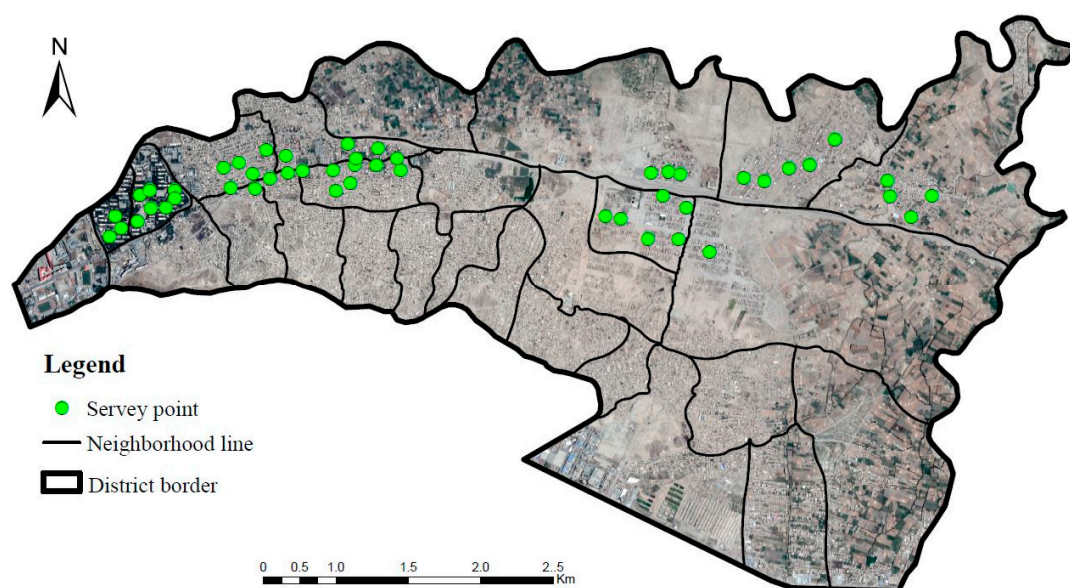 N
Legend
Servey point
Neighborhood line
District border
0 0.5 1.0 1.5 2.0 2..5
Km